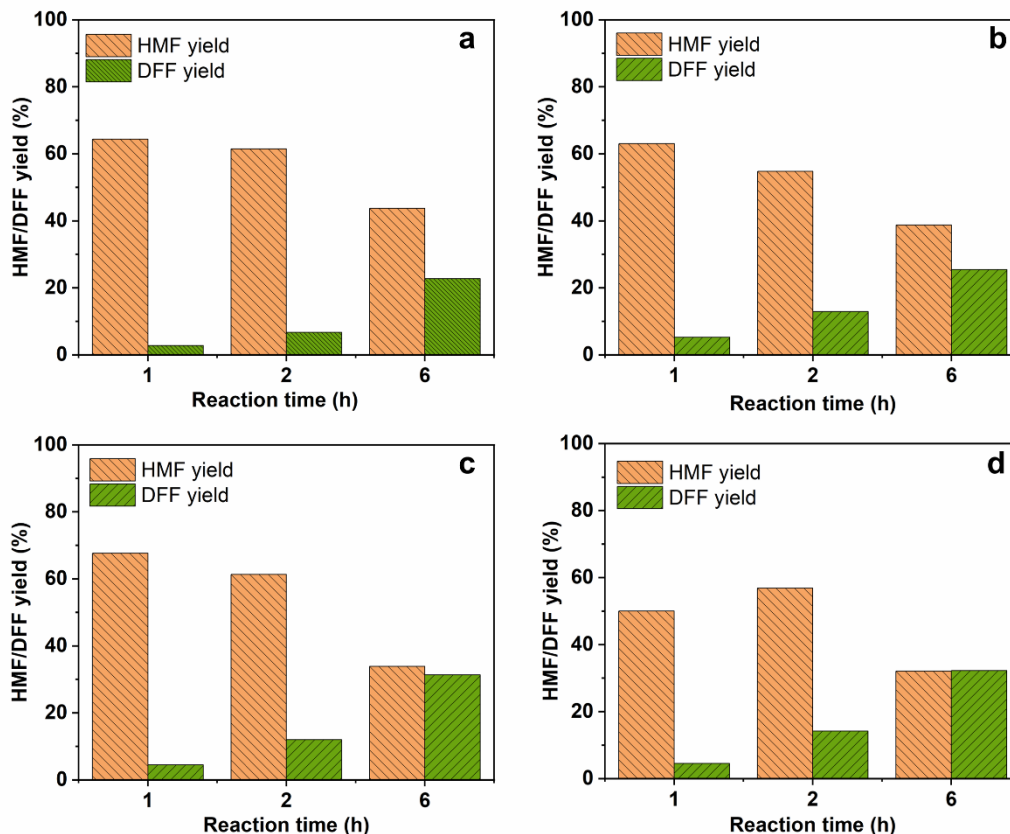 a
HMF yield
DFF yield
HMF/DFF yield (%)
100
80
60
40
20
0
1 2 6
Reaction time (h)
b
HMF yield
DFF yield
HMF/DFF yield (%)
100
80
60
40
20
0
1 2 6
Reaction time (h)
c
HMF yield
DFF yield
HMF/DFF yield (%)
100
80
60
40
20
0
1 2 6
Reaction time (h)
d
HMF yield
DFF yield
HMF/DFF yield (%)
100
80
60
40
20
0
1 2 6
Reaction time (h)